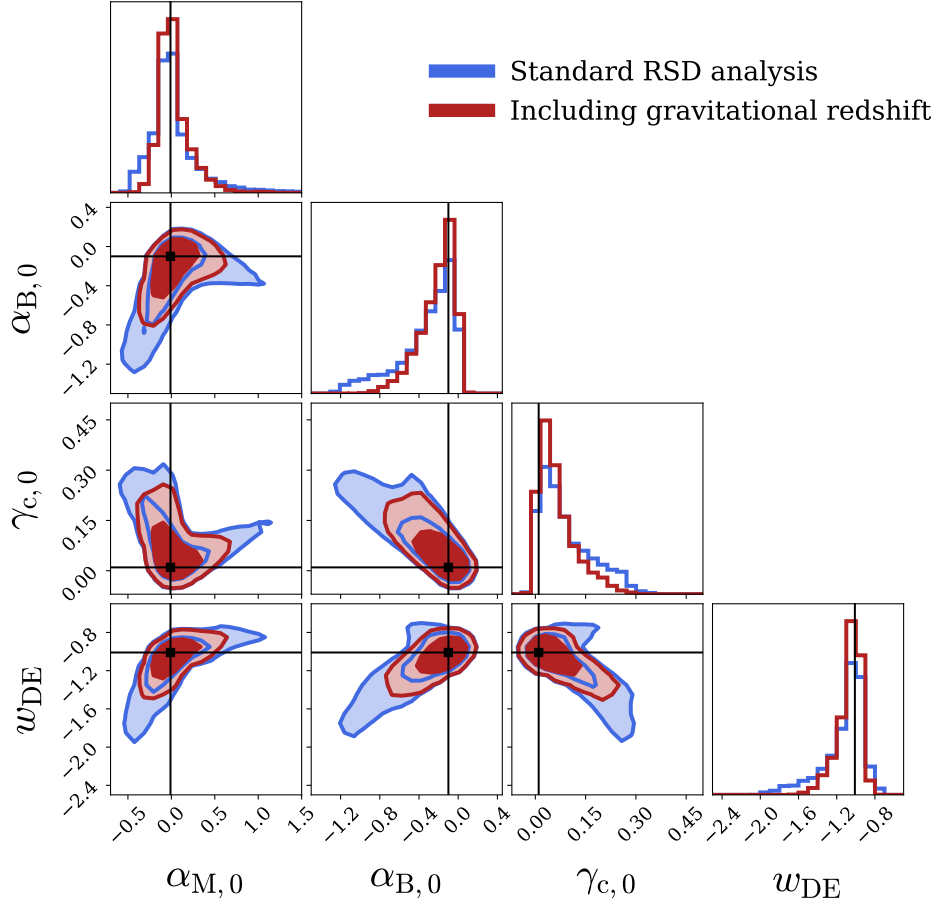 Standard RSD analysis
Including gravitational redshift
0.4
0.0
−0.4
−0.8
−1.2
α_B,0
0.45
0.30
0.15
0.00
γ_c,0
−0.8
−1.2
−1.6
−2.0
−2.4
w_DE
−0.5 0.0 0.5 1.0 1.5
−1.2 −0.8 −0.4 0.0 0.4
0.00 0.15 0.30 0.45
−2.4 −2.0 −1.6 −1.2 −0.8
α_M,0 α_B,0 γ_c,0 w_DE